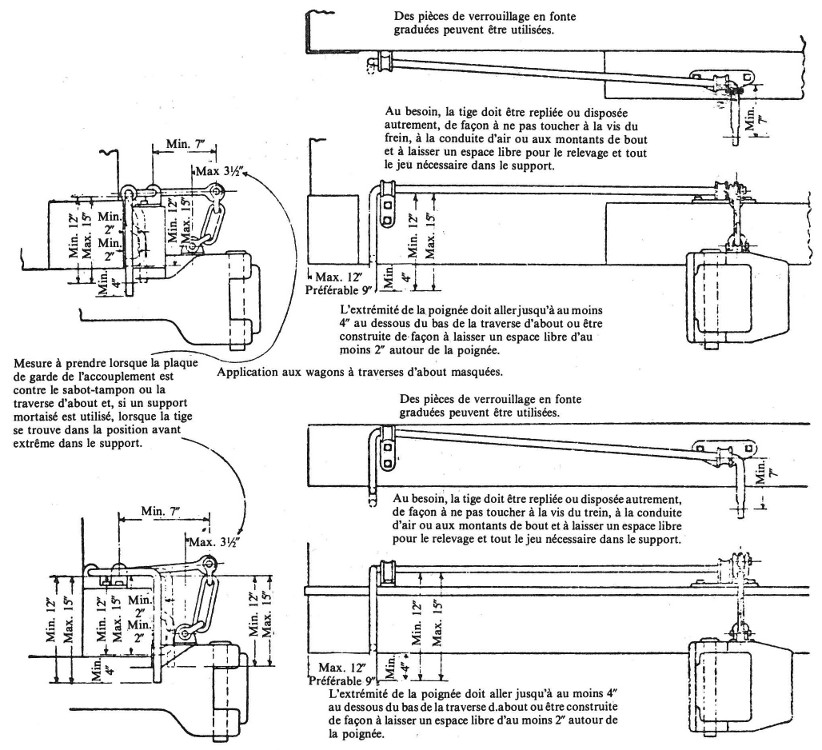 Des pièces de verrouillage en fonte
graduées peuvent être utilisées.
Min.
7"
Au besoin, la tige doit être repliée ou disposée
autrement, de façon à ne pas toucher à la vis du
frein, à la conduite d'air ou aux montants de bout
et à laisser un espace libre pour le relevage et tout
le jeu nécessaire dans le support.
Min. 7"
Max 3½"
Min. 12"
Max. 15"
Min.
2"
Min.
2"
Min. 12"
Max. 15"
Min.
4"
Min. 12"
Max. 15"
Max. 12"
Préférable 9"
Min.
4"
L'extrémité de la poignée doit aller jusqu'à au moins
4" au dessous du bas de la traverse d'about ou être
construite de façon à laisser un espace libre d'au
moins 2" autour de la poignée.
Mesure à prendre lorsque la plaque
de garde de l'accouplement est
contre le sabot-tampon ou la
traverse d'about et, si un support
mortaisé est utilisé, lorsque la tige
se trouve dans la position avant
extrême dans le support.
Application aux wagons à traverses d'about masquées.
Des pièces de verrouillage en fonte
graduées peuvent être utilisées.
Min.
7"
Au besoin, la tige doit être repliée ou disposée autrement,
de façon à ne pas toucher à la vis du trein, à la conduite
d'air ou aux montants de bout et à laisser un espace libre
pour le relevage et tout le jeu nécessaire dans le support.
Min. 7"
Max. 3½"
Min. 12"
Max. 15"
Min. 12"
Max. 15"
Min.
2"
Min.
2"
Min. 12"
Max. 15"
Min.
4"
Min. 12"
Max. 15"
Max. 12"
Préférable 9"
Min.
4"
L'extrémité de la poignée doit aller jusqu'à au moins 4"
au dessous du bas de la traverse d.about ou être construite
de façon à laisser un espace libre d'au moins 2" autour de
la poignée.